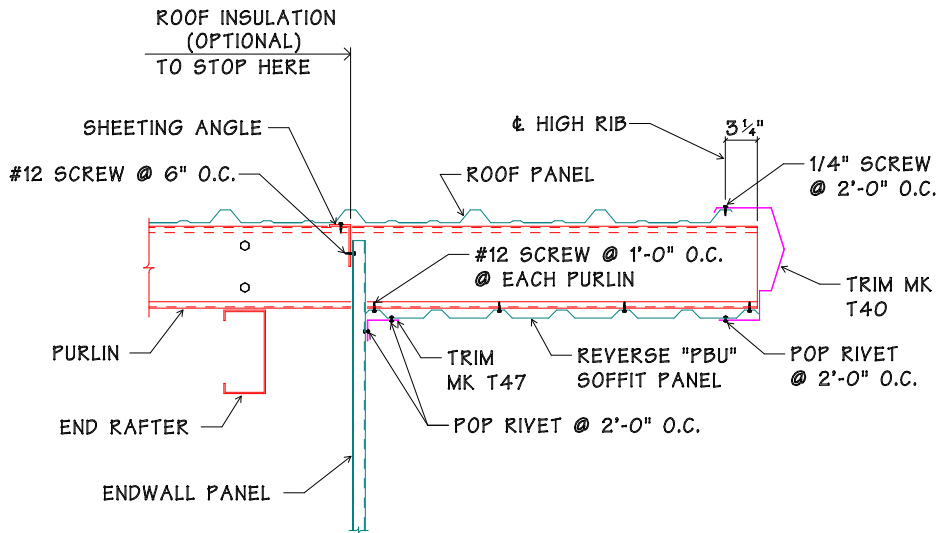 ROOF INSULATION
(OPTIONAL)
TO STOP HERE
SHEETING ANGLE
℄ HIGH RIB
3 ¼"
#12 SCREW @ 6" O.C.
ROOF PANEL
1/4" SCREW
@ 2'-0" O.C.
#12 SCREW @ 1'-0" O.C.
@ EACH PURLIN
TRIM MK
T40
PURLIN
TRIM
MK T47
REVERSE "PBU"
SOFFIT PANEL
POP RIVET
@ 2'-0" O.C.
END RAFTER
POP RIVET @ 2'-0" O.C.
ENDWALL PANEL